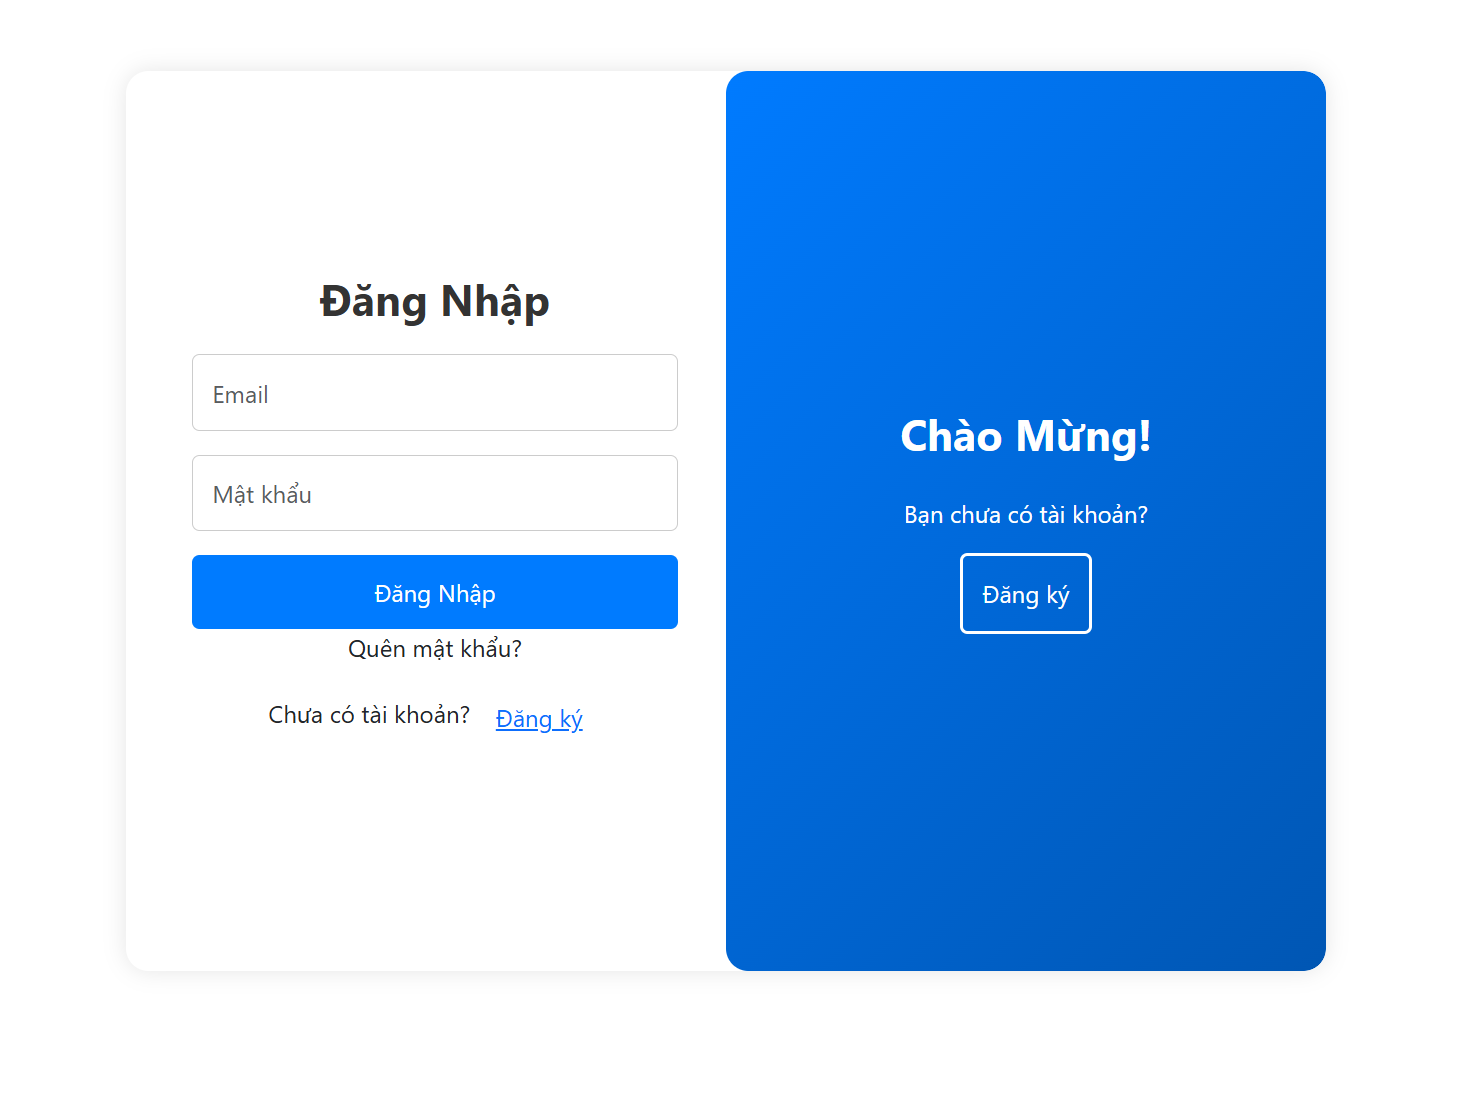 Đăng Nhập
Email
Mật khẩu
Đăng Nhập
Quên mật khẩu?
Chưa có tài khoản? Đăng ký
Chào Mừng!
Bạn chưa có tài khoản?
Đăng ký